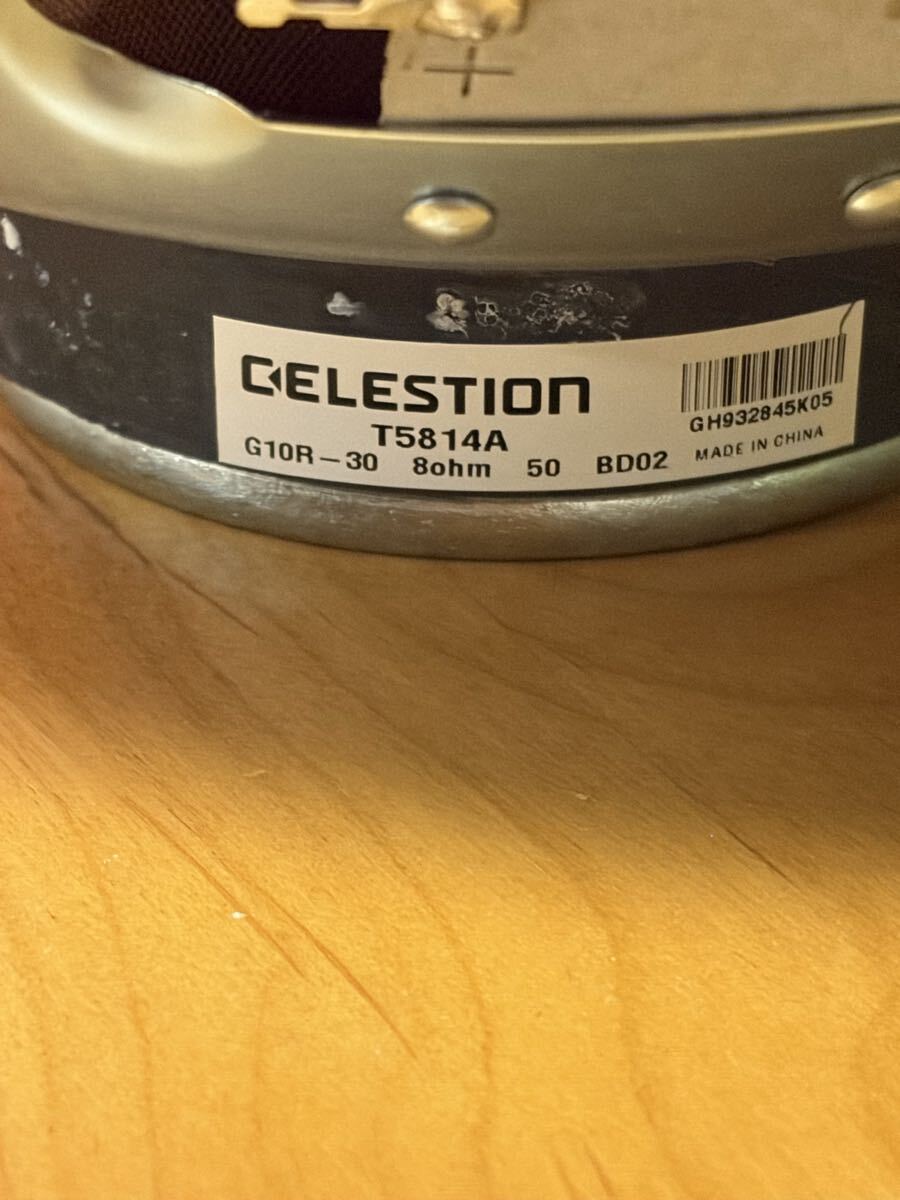 +
CELESTION
T5814A
G10R-30 8ohm 50 BD02
GH932845K05
MADE IN CHINA